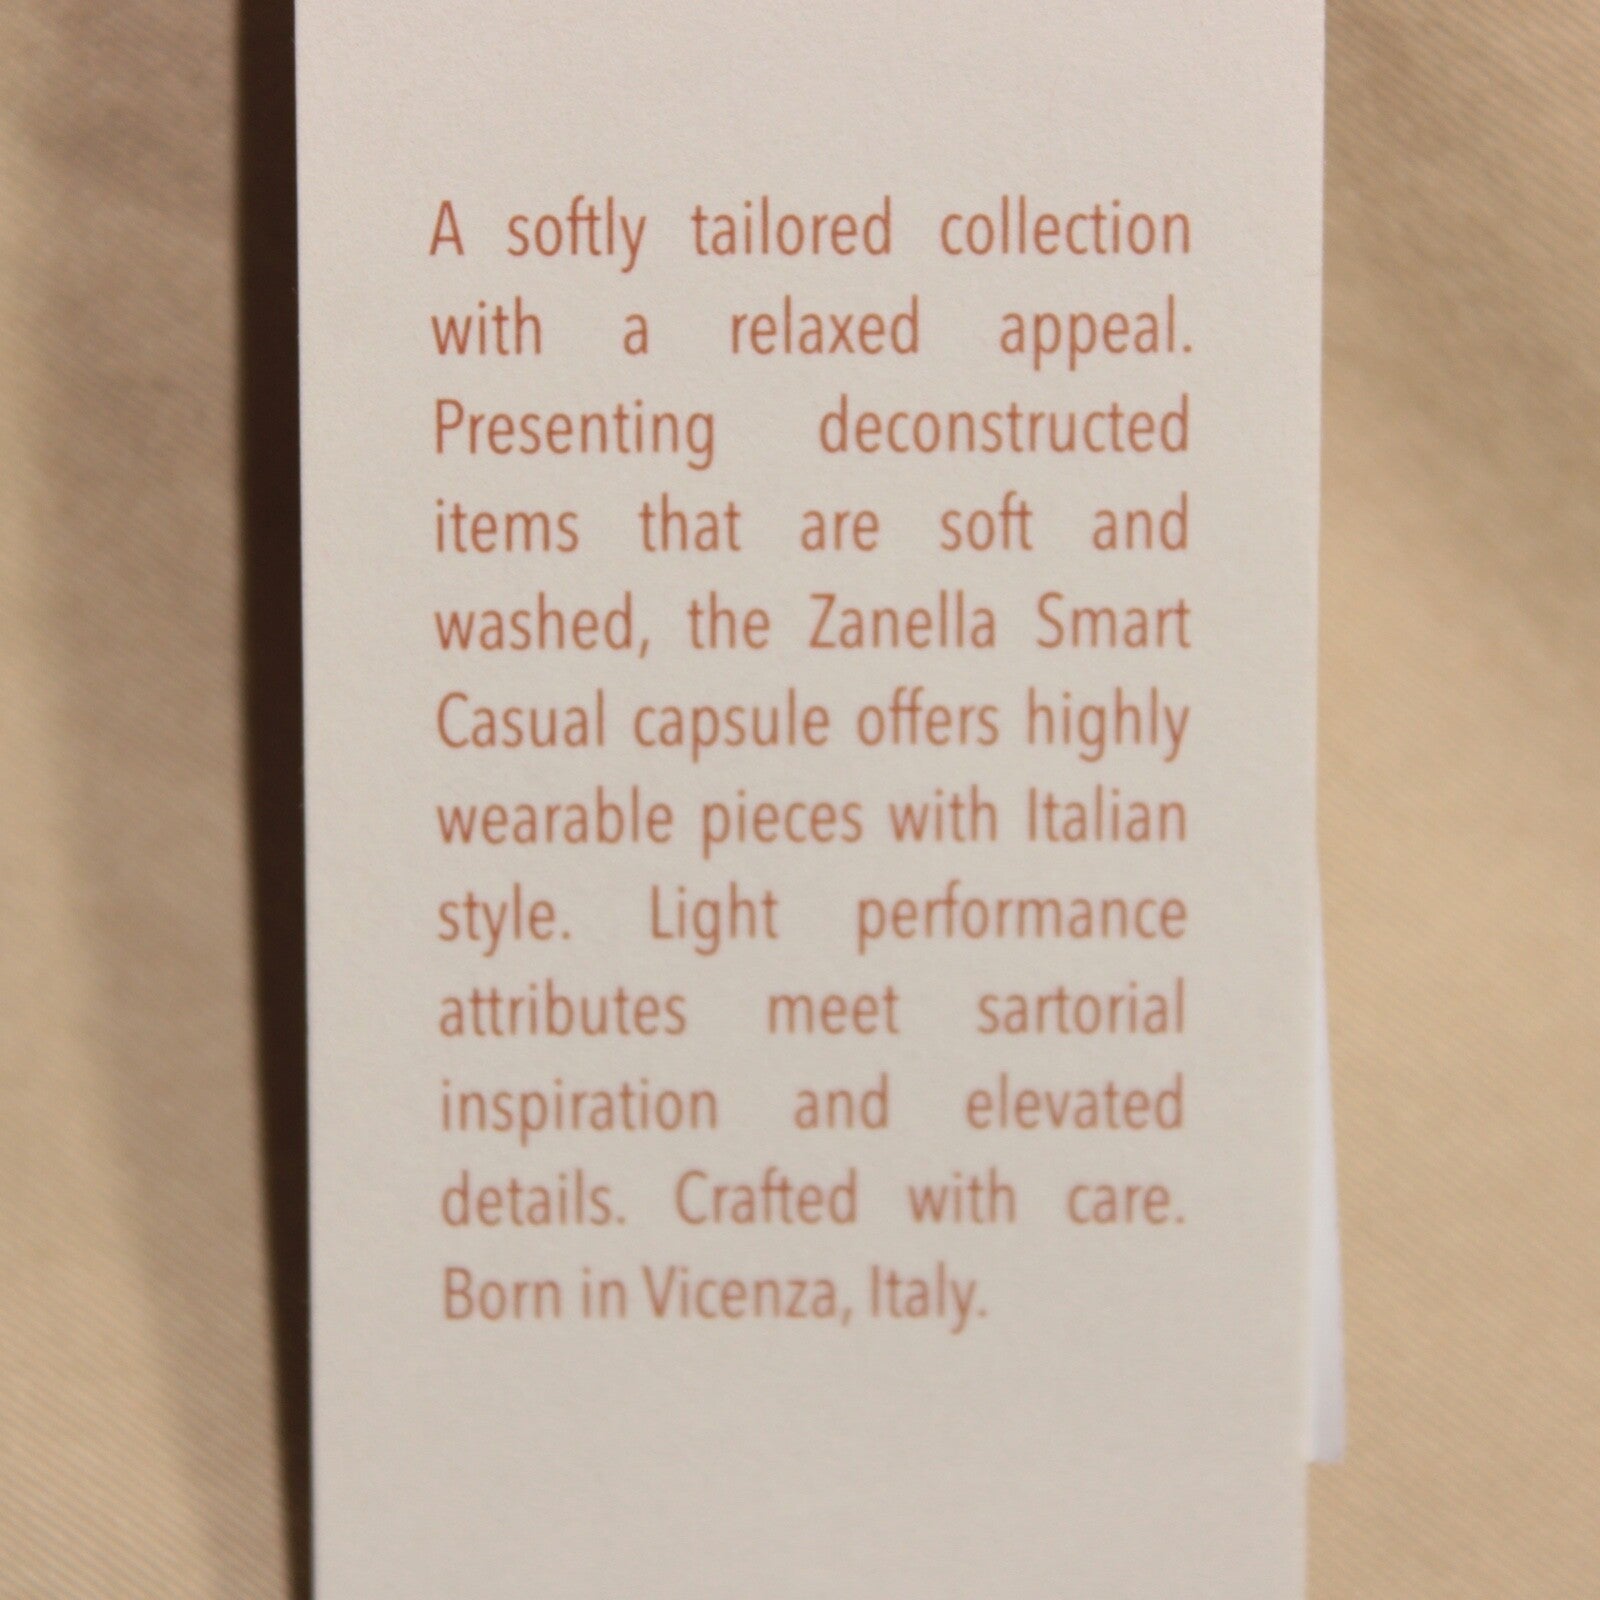 A softly tailored collection
with a relaxed appeal.
Presenting deconstructed
items that are soft and
washed, the Zanella Smart
Casual capsule offers highly
wearable pieces with Italian
style. Light performance
attributes meet sartorial
inspiration and elevated
details. Crafted with care.
Born in Vicenza, Italy.